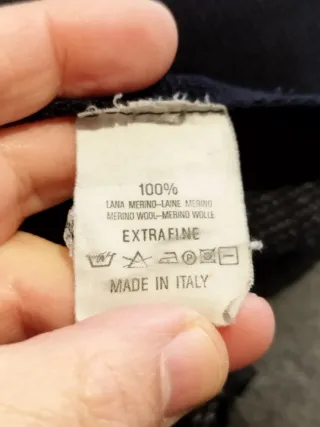 100%
LANA MERINO-LAINE MERINO
MERINO WOOL-MERINO WOLLE
EXTRAFINE
MADE IN ITALY